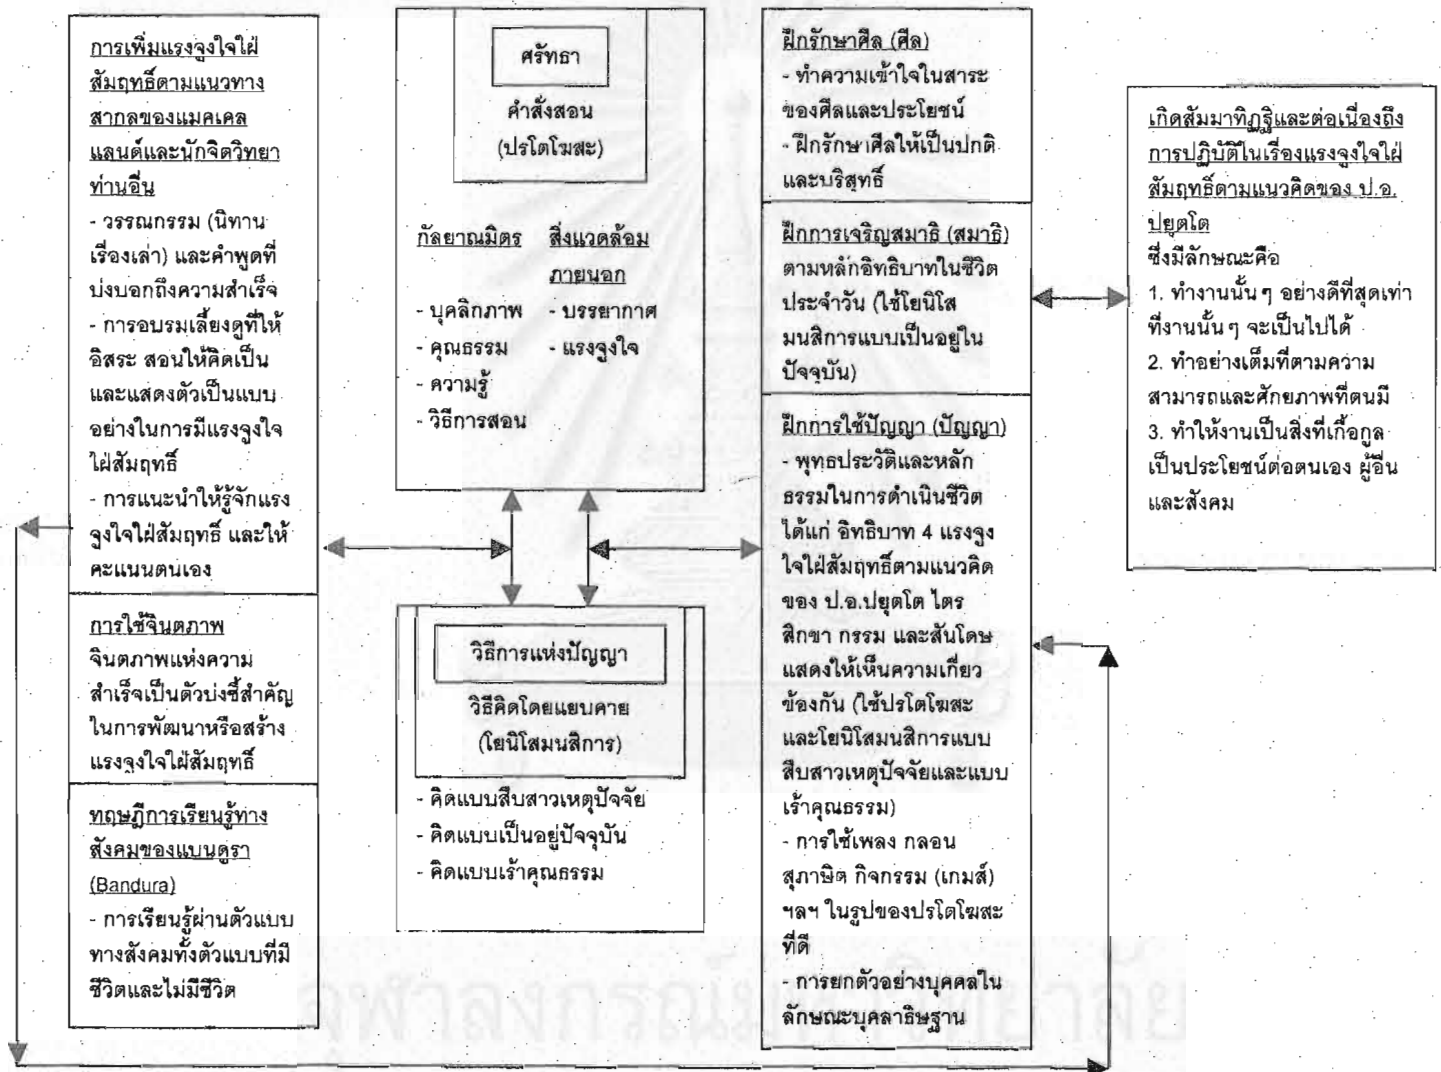 การเพิ่มแรงจูงใจใฝ่
สัมฤทธิ์ตามแนวทาง
สากลของแมคเคล
แลนด์และนักจิตวิทยา
ท่านอื่น
- วรรณกรรม (นิทาน
เรื่องเล่า) และคำพูดที่
บ่งบอกถึงความสำเร็จ
- การอบรมเลี้ยงดูที่ให้
อิสระ สอนให้คิดเป็น
และแสดงตัวเป็นแบบ
อย่างในการมีแรงจูงใจ
ใฝ่สัมฤทธิ์
- การแนะนำให้รู้จักแรง
จูงใจใฝ่สัมฤทธิ์ และให้
คะแนนตนเอง
การใช้จินตภาพ
จินตภาพแห่งความ
สำเร็จเป็นตัวบ่งชี้สำคัญ
ในการพัฒนาหรือสร้าง
แรงจูงใจใฝ่สัมฤทธิ์
ทฤษฎีการเรียนรู้ทาง
สังคมของแบนดูรา
(Bandura)
- การเรียนรู้ผ่านตัวแบบ
ทางสังคมทั้งตัวแบบที่มี
ชีวิตและไม่มีชีวิต
ศรัทธา
คำสั่งสอน
(ปรโตโฆสะ)
กัลยาณมิตร
- บุคลิกภาพ
- คุณธรรม
- ความรู้
- วิธีการสอน
สิ่งแวดล้อม
ภายนอก
- บรรยากาศ
- แรงจูงใจ
วิธีการแห่งปัญญา
วิธีคิดโดยแยบคาย
(โยนิโสมนสิการ)
- คิดแบบสืบสาวเหตุปัจจัย
- คิดแบบเป็นอยู่ปัจจุบัน
- คิดแบบเร้าคุณธรรม
ฝึกรักษาศีล (ศีล)
- ทำความเข้าใจในสาระ
ของศีลและประโยชน์
- ฝึกรักษาศีลให้เป็นปกติ
และบริสุทธิ์
ฝึกการเจริญสมาธิ (สมาธิ)
ตามหลักอิทธิบาทในชีวิต
ประจำวัน (ใช้โยนิโส
มนสิการแบบเป็นอยู่ใน
ปัจจุบัน)
ฝึกการใช้ปัญญา (ปัญญา)
- พุทธประวัติและหลัก
ธรรมในการดำเนินชีวิต
ได้แก่ อิทธิบาท 4 แรงจูง
ใจใฝ่สัมฤทธิ์ตามแนวคิด
ของ ป.อ.ปยุตโต ไตร
สิกขา กรรม และสันโดษ
แสดงให้เห็นความเกี่ยว
ข้องกัน (ใช้ปรโตโฆสะ
และโยนิโสมนสิการแบบ
สืบสาวเหตุปัจจัยและแบบ
เร้าคุณธรรม)
- การใช้เพลง กลอน
สุภาษิต กิจกรรม (เกมส์)
ฯลฯ ในรูปของปรโตโฆสะ
ที่ดี
- การยกตัวอย่างบุคคลใน
ลักษณะบุคลาธิษฐาน
เกิดสัมมาทิฏฐิและต่อเนื่องถึง
การปฏิบัติในเรื่องแรงจูงใจใฝ่
สัมฤทธิ์ตามแนวคิดของ ป.อ.
ปยุตโต
ซึ่งมีลักษณะคือ
1. ทำงานนั้น ๆ อย่างดีที่สุดเท่า
ที่งานนั้น ๆ จะเป็นไปได้
2. ทำอย่างเต็มที่ตามความ
สามารถและศักยภาพที่ตนมี
3. ทำให้งานเป็นสิ่งที่เกื้อกูล
เป็นประโยชน์ต่อตนเอง ผู้อื่น
และสังคม
จุฬาลงกรณ์มหาวิทยาลัย